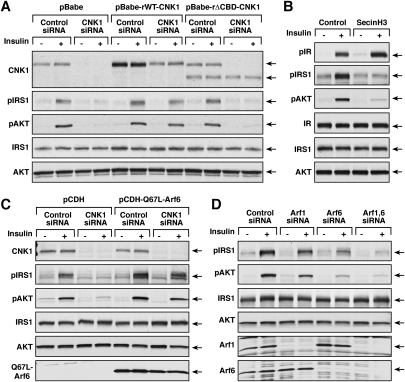 A
pBabe pBabe-rWT-CNK1 pBabe-rΔCBD-CNK1
Control siRNA CNK1 siRNA Control siRNA CNK1 siRNA Control siRNA CNK1 siRNA
Insulin - + - + - + - + - + - +
CNK1
pIRS1
pAKT
IRS1
AKT
B
Control SecinH3
Insulin - + - +
pIR
pIRS1
pAKT
IR
IRS1
AKT
C
pCDH pCDH-Q67L-Arf6
Control siRNA CNK1 siRNA Control siRNA CNK1 siRNA
Insulin - + - + - + - +
CNK1
pIRS1
pAKT
IRS1
AKT
Q67L-Arf6
D
Control siRNA Arf1 siRNA Arf6 siRNA Arf1,6 siRNA
Insulin - + - + - + - +
pIRS1
pAKT
IRS1
AKT
Arf1
Arf6